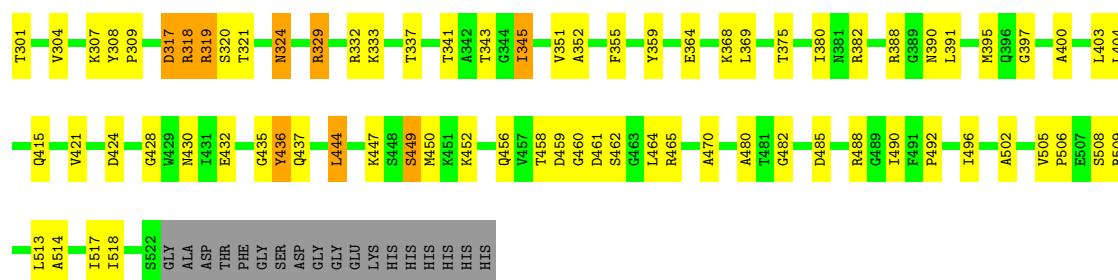 T301 V304 K307 Y308 P309 D317 R318 R319 S320 T321 N324 R329 R332 K333 T337 T341 A342 T343 G344 I345 V351 A352 F355 Y359 E364 K368 L369 T375 I380 N381 R382 R388 G389 N390 L391 M395 Q396 G397 A400 L403 L404
Q415 V421 D424 G428 W429 N430 I431 E432 G435 Y436 Q437 L444 K447 S448 S449 M450 K451 K452 Q456 V457 T458 D459 G460 D461 S462 G463 L464 R465 A470 A480 T481 G482 D485 R488 G489 I490 F491 P492 I496 A502 V505 P506 E507 S508
L513 A514 I517 I518 S522 GLY ALA ASP THR PHE GLY SER ASP GLY GLY GLU LYS HIS HIS HIS HIS HIS HIS